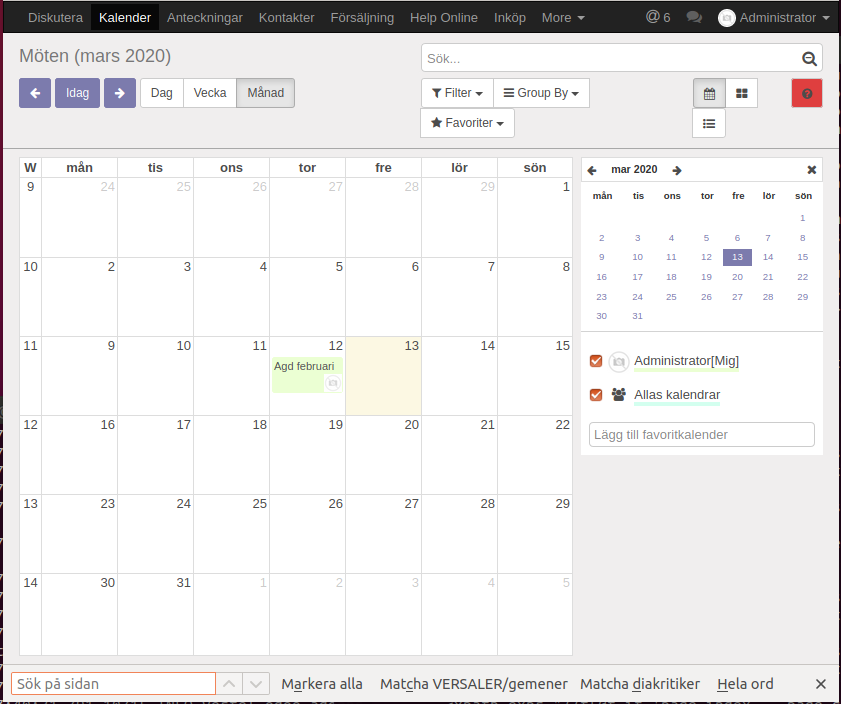 Diskutera Kalender Anteckningar Kontakter Försäljning Help Online Inköp More @ 6 Administrator
Möten (mars 2020)
Sök...
Idag Dag Vecka Månad
Filter Group By
Favoriter
W mån tis ons tor fre lör sön
9 24 25 26 27 28 29 1
10 2 3 4 5 6 7 8
11 9 10 11 12 13 14 15
Agd februari
12 16 17 18 19 20 21 22
13 23 24 25 26 27 28 29
14 30 31 1 2 3 4 5
mar 2020
mån tis ons tor fre lör sön
1
2 3 4 5 6 7 8
9 10 11 12 13 14 15
16 17 18 19 20 21 22
23 24 25 26 27 28 29
30 31
Administrator[Mig]
Allas kalendrar
Lägg till favoritkalender
Sök på sidan Markera alla Matcha VERSALER/gemener Matcha diakritiker Hela ord